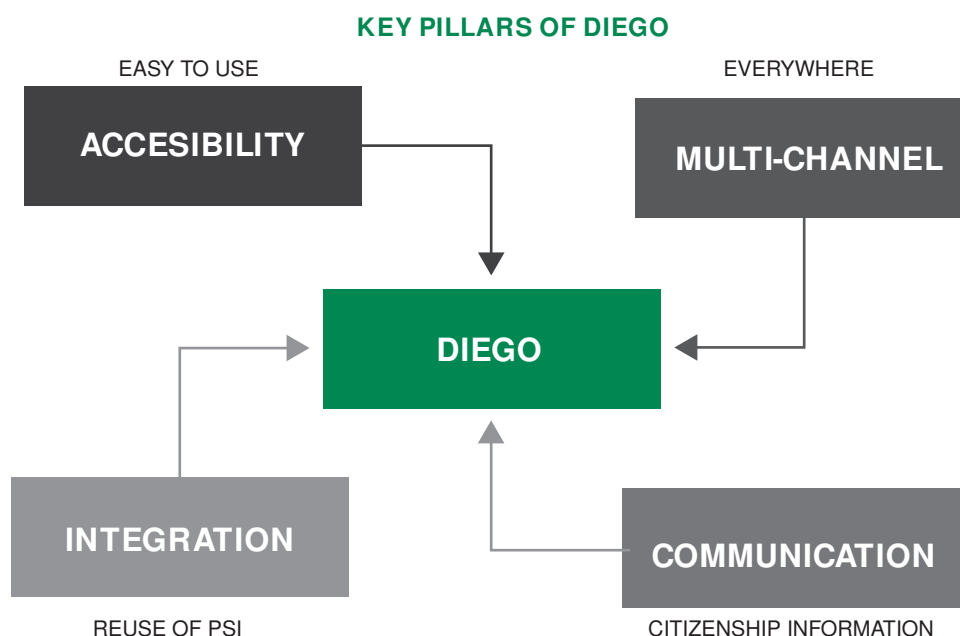 KEY PILLARS OF DIEGO
EASY TO USE
EVERYWHERE
ACCESIBILITY
MULTI-CHANNEL
DIEGO
INTEGRATION
COMMUNICATION
REUSE OF PSI
CITIZENSHIP INFORMATION